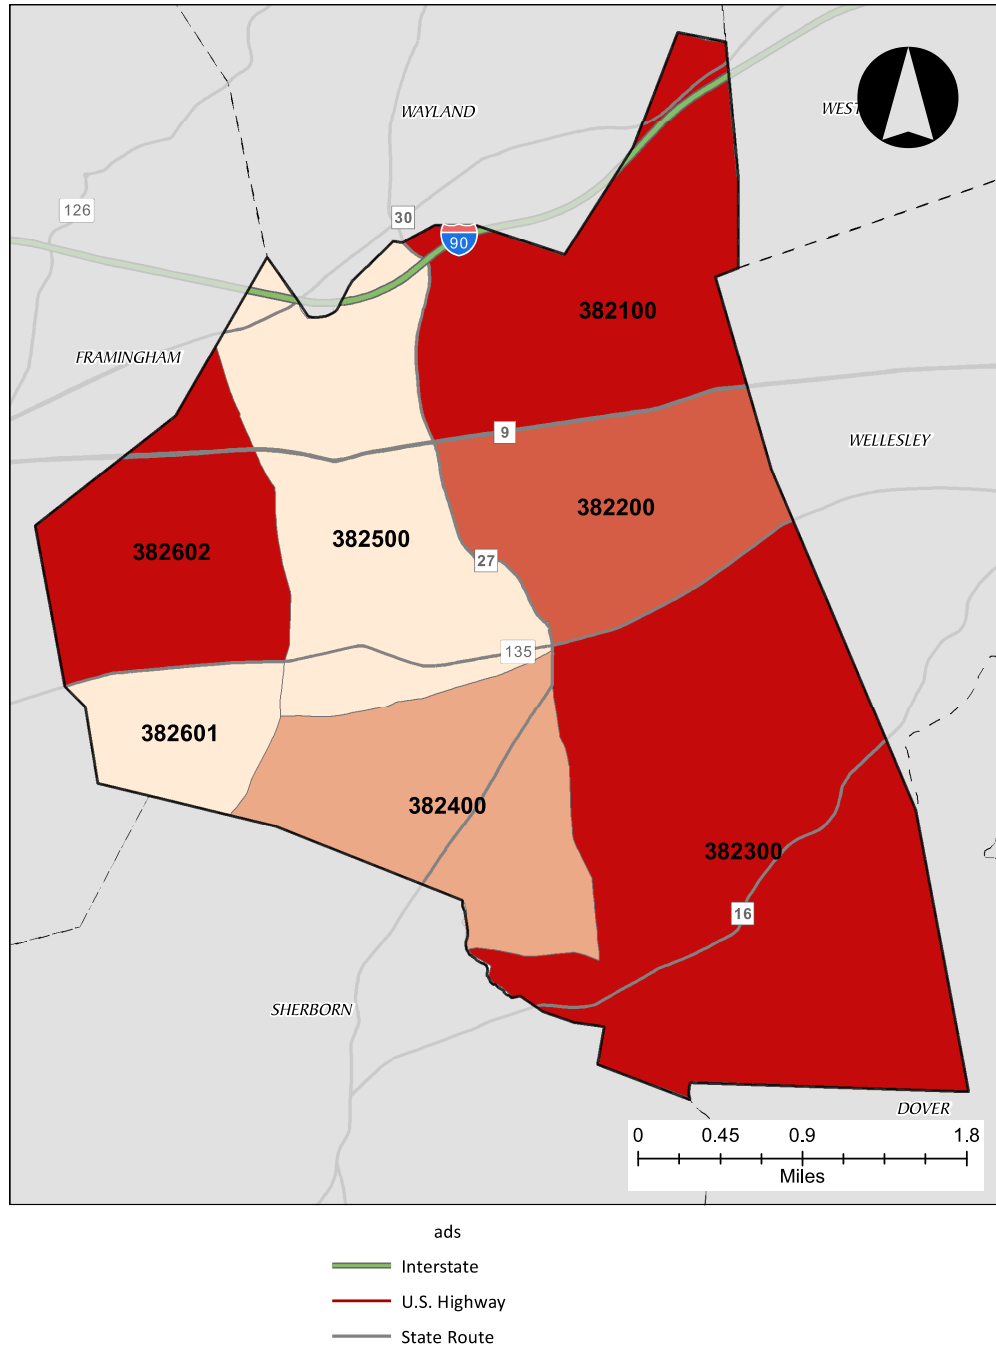 WAYLAND
WEST
126
30
90
382100
FRAMINGHAM
9
WELLESLEY
382200
382500
382602
27
135
382601
382400
382300
16
SHERBORN
DOVER
0 0.45 0.9 1.8
Miles
ads
Interstate
U.S. Highway
State Route